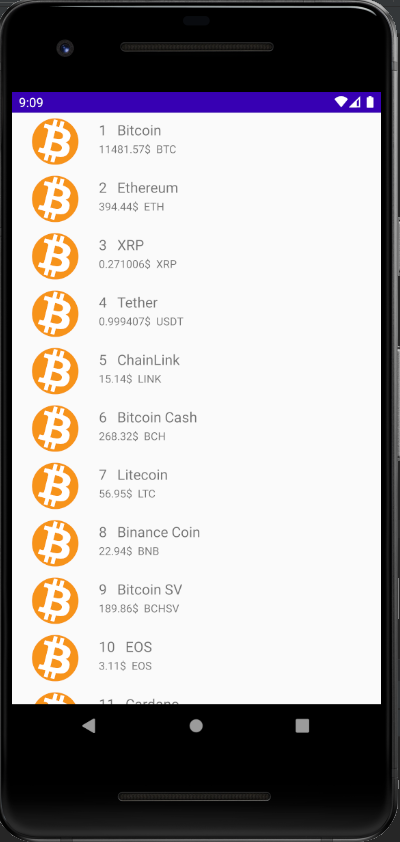 9:09
1 Bitcoin
11481.57$ BTC
2 Ethereum
394.44$ ETH
3 XRP
0.271006$ XRP
4 Tether
0.999407$ USDT
5 ChainLink
15.14$ LINK
6 Bitcoin Cash
268.32$ BCH
7 Litecoin
56.95$ LTC
8 Binance Coin
22.94$ BNB
9 Bitcoin SV
189.86$ BCHSV
10 EOS
3.11$ EOS
11 Cardano